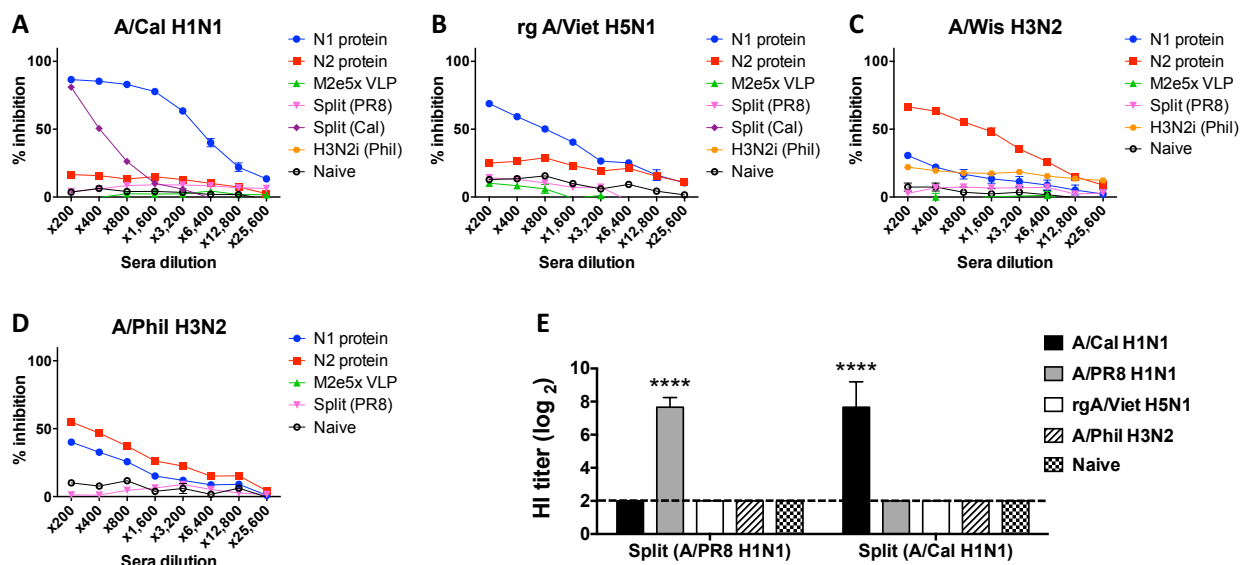 A
A/Cal H1N1
% inhibition
100
50
0
x200
x400
x800
x1,600
x3,200
x6,400
x12,800
x25,600
Sera dilution
N1 protein
N2 protein
M2e5x VLP
Split (PR8)
Split (Cal)
H3N2i (Phil)
Naive
B
rg A/Viet H5N1
% inhibition
100
50
0
x200
x400
x800
x1,600
x3,200
x6,400
x12,800
x25,600
Sera dilution
N1 protein
N2 protein
M2e5x VLP
Split (PR8)
Split (Cal)
H3N2i (Phil)
Naive
C
A/Wis H3N2
% inhibition
100
50
0
x200
x400
x800
x1,600
x3,200
x6,400
x12,800
x25,600
Sera dilution
N1 protein
N2 protein
M2e5x VLP
Split (PR8)
H3N2i (Phil)
Naive
D
A/Phil H3N2
% inhibition
100
50
0
x200
x400
x800
x1,600
x3,200
x6,400
x12,800
x25,600
Sera dilution
N1 protein
N2 protein
M2e5x VLP
Split (PR8)
Naive
E
HI titer (log 2)
10
8
6
4
2
0
****
****
Split (A/PR8 H1N1)
Split (A/Cal H1N1)
A/Cal H1N1
A/PR8 H1N1
rgA/Viet H5N1
A/Phil H3N2
Naive